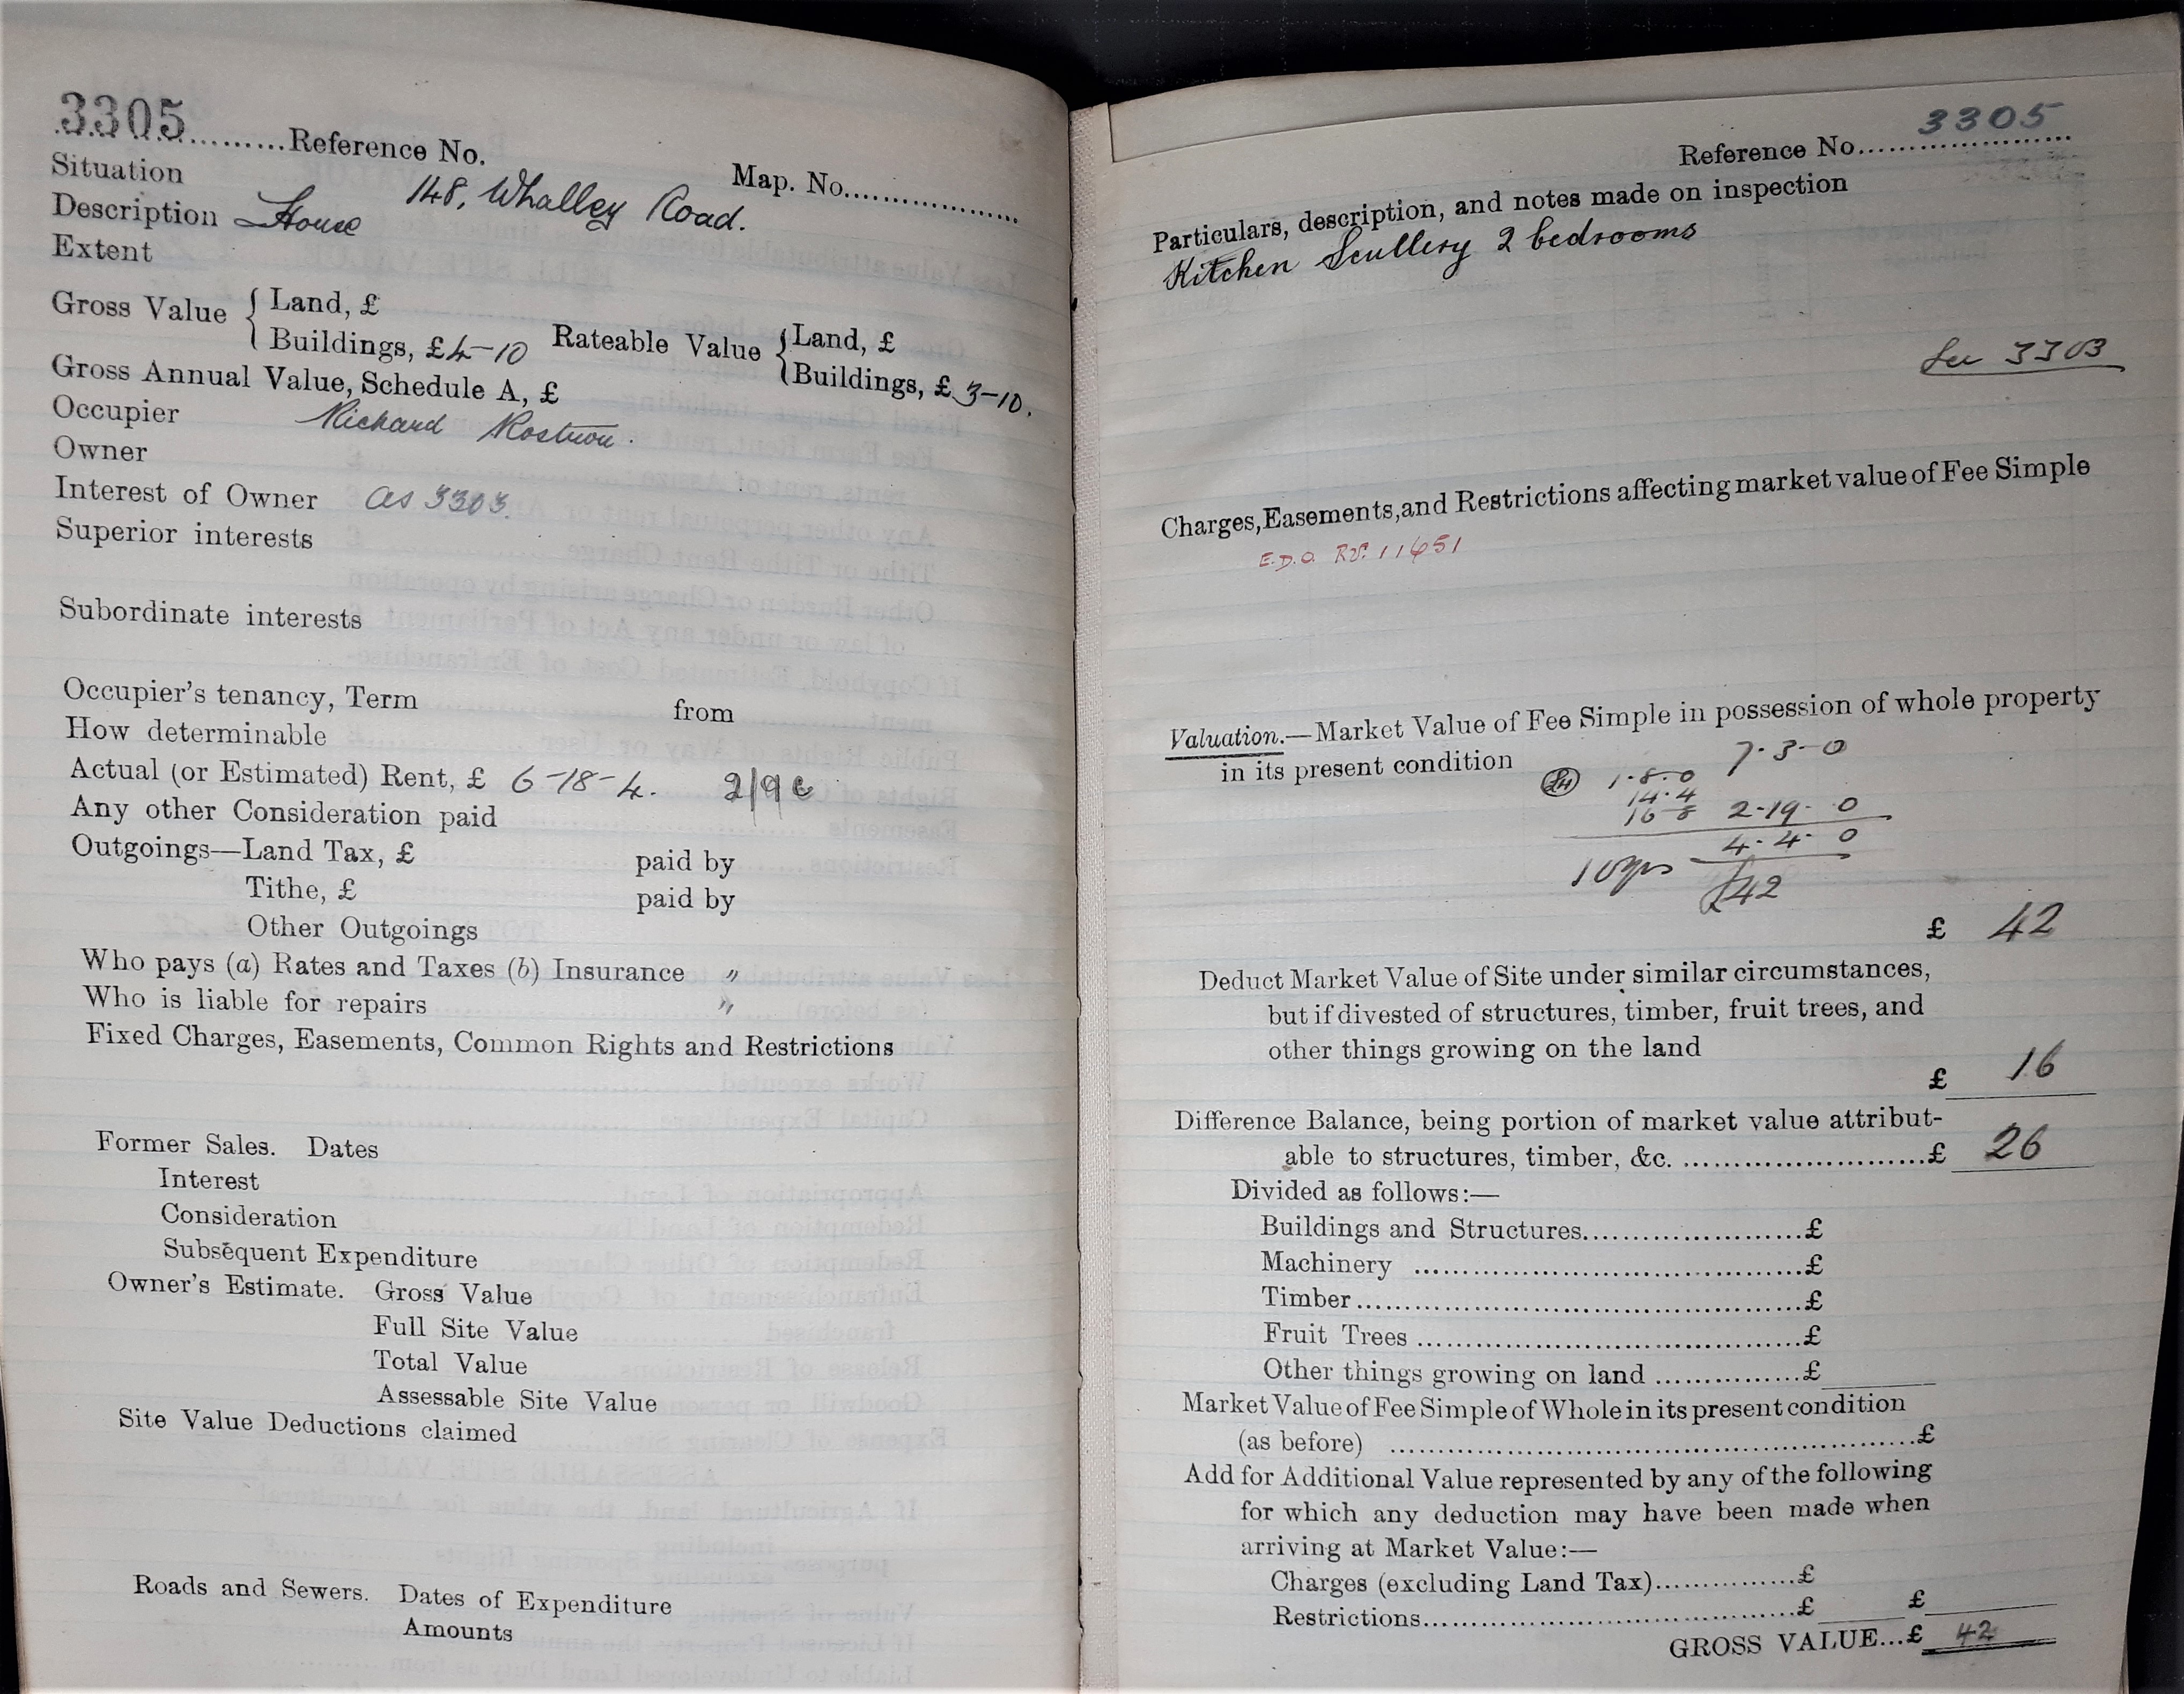 3305 Reference No.
Map. No.
Situation 148, Whalley Road.
Description House
Extent
Gross Value { Land, £
Buildings, £ 4-10 Rateable Value { Land, £
Buildings, £ 3-10.
Gross Annual Value, Schedule A, £
Occupier Richard Rostron.
Owner
Interest of Owner as 3303.
Superior interests
Subordinate interests
Occupier's tenancy, Term from
How determinable
Actual (or Estimated) Rent, £ 6-18-4. 2/9
Any other Consideration paid
Outgoings—Land Tax, £ paid by
Tithe, £ paid by
Other Outgoings
Who pays (a) Rates and Taxes (b) Insurance "
Who is liable for repairs "
Fixed Charges, Easements, Common Rights and Restrictions
Former Sales. Dates
Interest
Consideration
Subsequent Expenditure
Owner's Estimate. Gross Value
Full Site Value
Total Value
Assessable Site Value
Site Value Deductions claimed
Roads and Sewers. Dates of Expenditure
Amounts
Reference No. 3305
Particulars, description, and notes made on inspection
Kitchen Scullery 2 bedrooms
See 3303
Charges, Easements, and Restrictions affecting market value of Fee Simple
E.D.O.
Valuation.—Market Value of Fee Simple in possession of whole property
in its present condition 7-3-0
1-8-0
14-4
16-8 2-19-0
4-4-0
10 yrs £42
£ 42
Deduct Market Value of Site under similar circumstances,
but if divested of structures, timber, fruit trees, and
other things growing on the land
£ 16
Difference Balance, being portion of market value attribut-
able to structures, timber, &c. £ 26
Divided as follows:—
Buildings and Structures £
Machinery £
Timber £
Fruit Trees £
Other things growing on land £
Market Value of Fee Simple of Whole in its present condition
(as before) £
Add for Additional Value represented by any of the following
for which any deduction may have been made when
arriving at Market Value:—
Charges (excluding Land Tax) £
Restrictions £ £
GROSS VALUE...£ 42